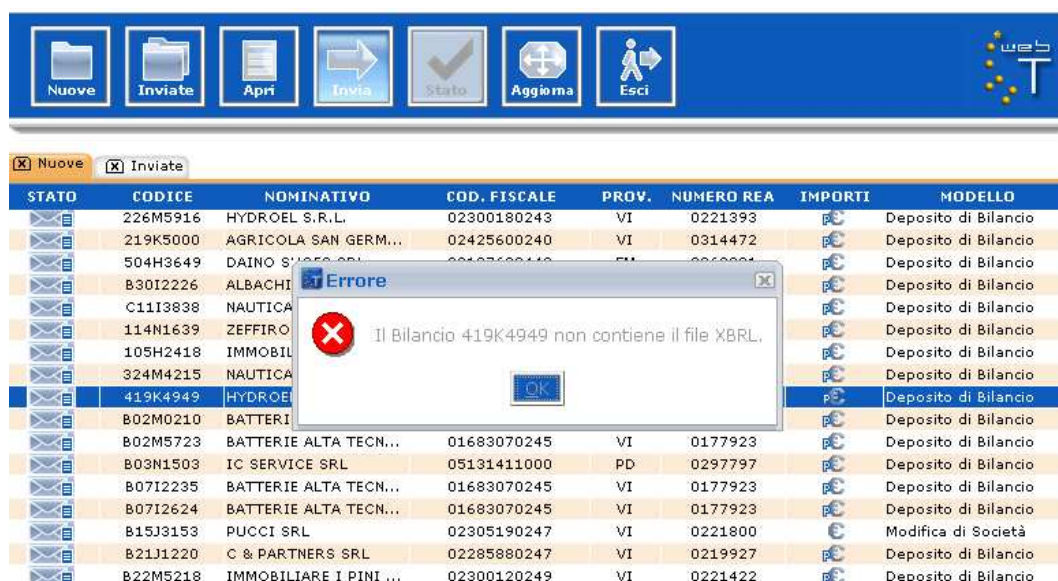 Nuove Inviate Apri Invia Stato Aggiorna Esci
web T
Nuove Inviate
STATO CODICE NOMINATIVO COD. FISCALE PROV. NUMERO REA IMPORTI MODELLO
226M5916 HYDROEL S.R.L. 02300180243 VI 0221393 Deposito di Bilancio
219K5000 AGRICOLA SAN GERM... 02425600240 VI 0314472 Deposito di Bilancio
504H3649 DAINO Deposito di Bilancio
B30I2226 ALBACHI Deposito di Bilancio
C11I3838 NAUTICA Deposito di Bilancio
114N1639 ZEFFIRO Deposito di Bilancio
105H2418 IMMOBIL Deposito di Bilancio
324M4215 NAUTICA Deposito di Bilancio
419K4949 HYDROEL Deposito di Bilancio
B02M0210 BATTERI Deposito di Bilancio
Errore
Il Bilancio 419K4949 non contiene il file XBRL.
OK
B02M5723 BATTERIE ALTA TECN... 01683070245 VI 0177923 Deposito di Bilancio
B03N1503 IC SERVICE SRL 05131411000 PD 0297797 Deposito di Bilancio
B07I2235 BATTERIE ALTA TECN... 01683070245 VI 0177923 Deposito di Bilancio
B07I2624 BATTERIE ALTA TECN... 01683070245 VI 0177923 Deposito di Bilancio
B15J3153 PUCCI SRL 02305190247 VI 0221800 Modifica di Società
B21J1220 C & PARTNERS SRL 02285880247 VI 0219927 Deposito di Bilancio
B22M5218 IMMOBILIARE I PINI ... 02300120249 VI 0221422 Deposito di Bilancio